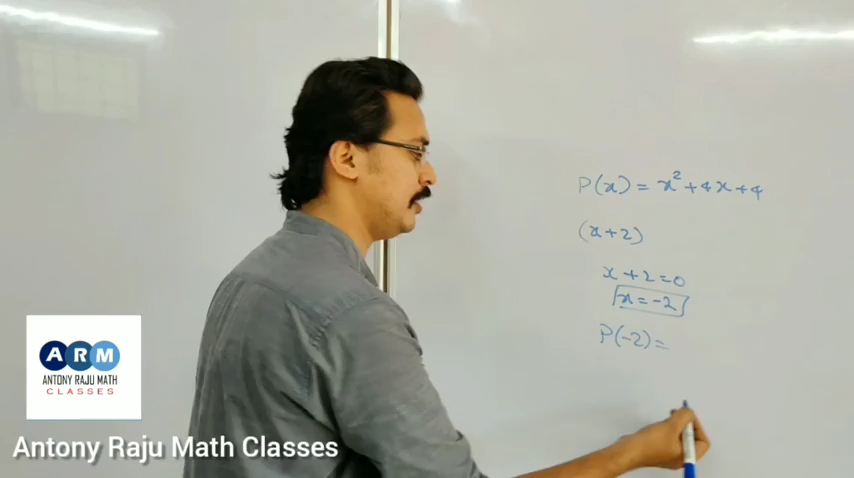 P(x) = x² + 4x + 4
(x + 2)
x + 2 = 0
x = -2
P(-2) =
ARM
ANTONY RAJU MATH
CLASSES
Antony Raju Math Classes